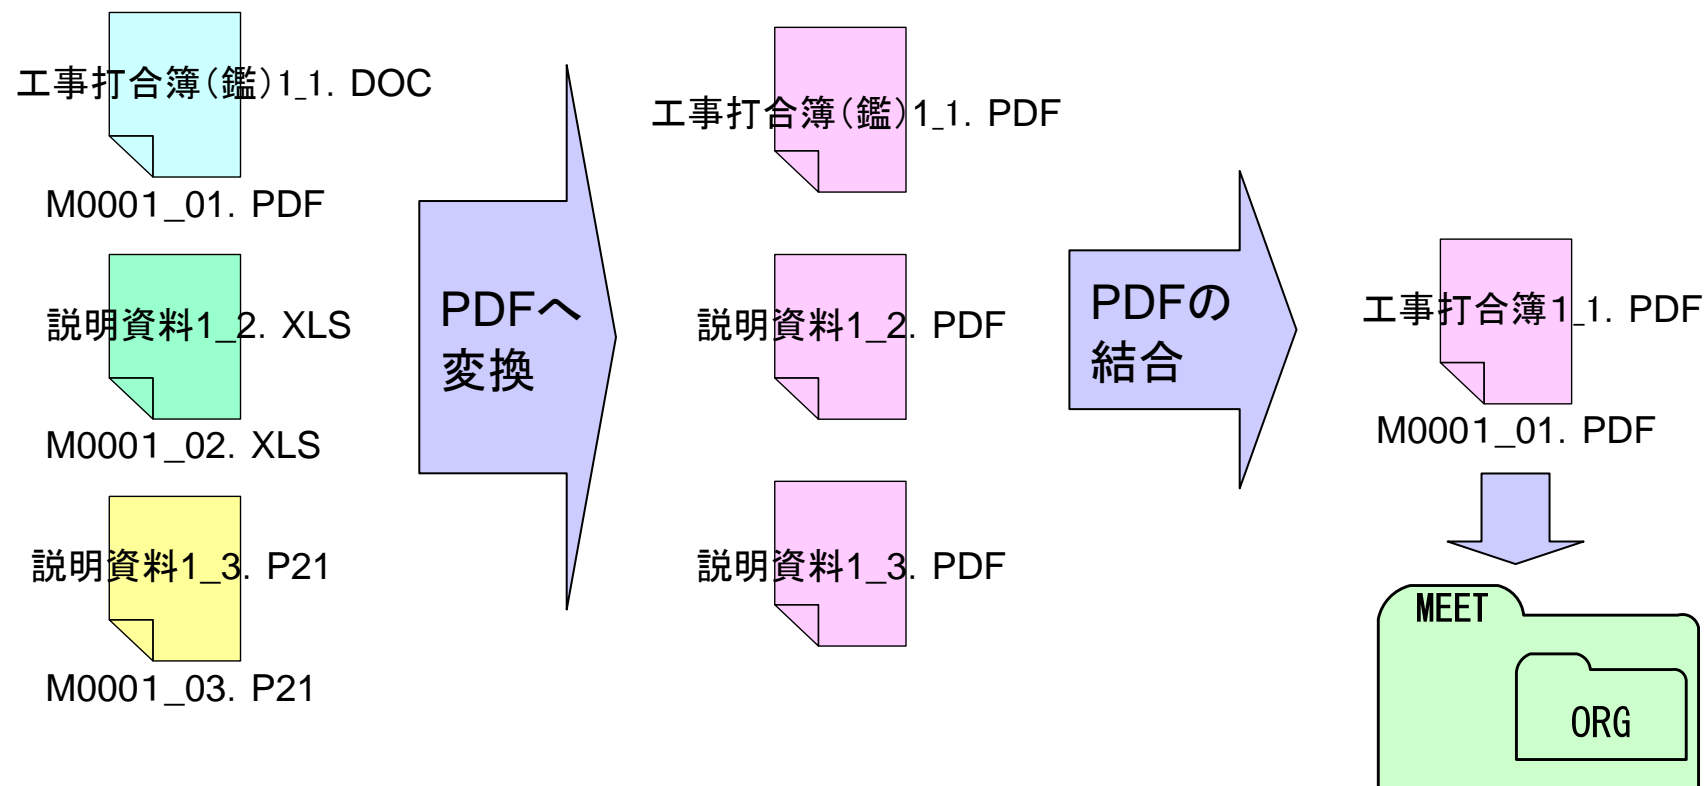 工事打合簿(鑑)1_1. DOC
M0001_01. PDF
説明資料1_2. XLS
M0001_02. XLS
説明資料1_3. P21
M0001_03. P21
PDFへ
変換
工事打合簿(鑑)1_1. PDF
説明資料1_2. PDF
説明資料1_3. PDF
PDFの
結合
工事打合簿1_1. PDF
M0001_01. PDF
MEET
ORG